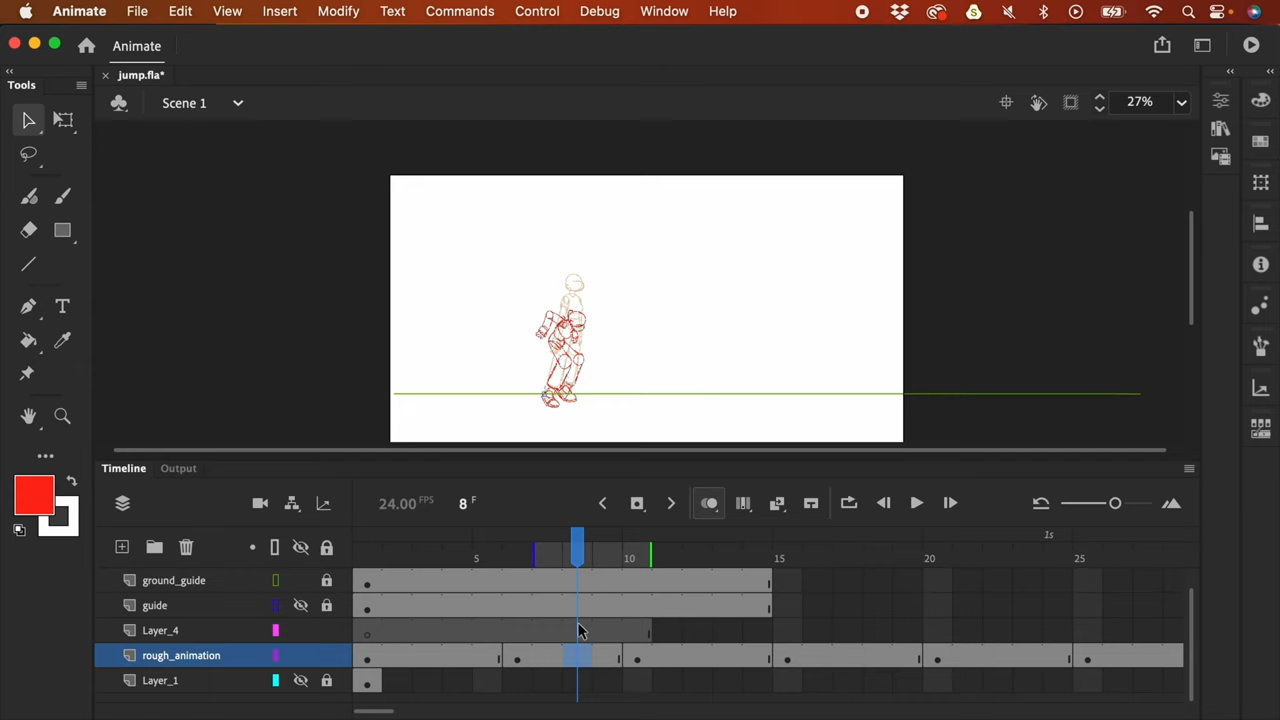 Animate File Edit View Insert Modify Text Commands Control Debug Window Help
Animate
Tools
jump.fla*
Scene 1
27%
Timeline Output
24.00 FPS 8 F
1s
5 10 15 20 25
ground_guide
guide
Layer_4
rough_animation
Layer_1